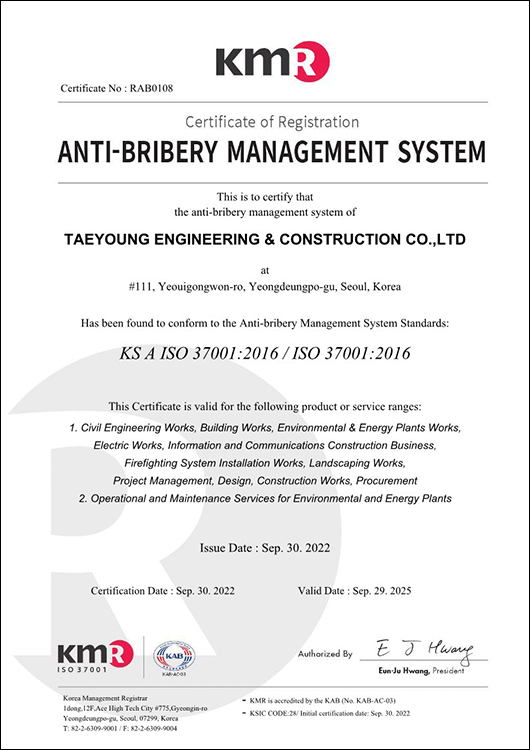 KMR
Certificate No : RAB0108
Certificate of Registration
ANTI-BRIBERY MANAGEMENT SYSTEM
This is to certify that
the anti-bribery management system of
TAEYOUNG ENGINEERING & CONSTRUCTION CO.,LTD
at
#111, Yeouigongwon-ro, Yeongdeungpo-gu, Seoul, Korea
Has been found to conform to the Anti-bribery Management System Standards:
KS A ISO 37001:2016 / ISO 37001:2016
This Certificate is valid for the following product or service ranges:
1. Civil Engineering Works, Building Works, Environmental & Energy Plants Works,
Electric Works, Information and Communications Construction Business,
Firefighting System Installation Works, Landscaping Works,
Project Management, Design, Construction Works, Procurement
2. Operational and Maintenance Services for Environmental and Energy Plants
Issue Date : Sep. 30. 2022
Certification Date : Sep. 30. 2022
Valid Date : Sep. 29. 2025
KMR
ISO 37001
KAB
KAB-AC-03
Authorized By
E J Hwang
Eun-Ju Hwang, President
Korea Management Registrar
1dong,12F,Ace High Tech City #775,Gyeongin-ro
Yeongdeungpo-gu, Seoul, 07299, Korea
T: 82-2-6309-9001 / F: 82-2-6309-9004
- KMR is accredited by the KAB (No. KAB-AC-03)
- KSIC CODE:28/ Initial certification date: Sep. 30. 2022